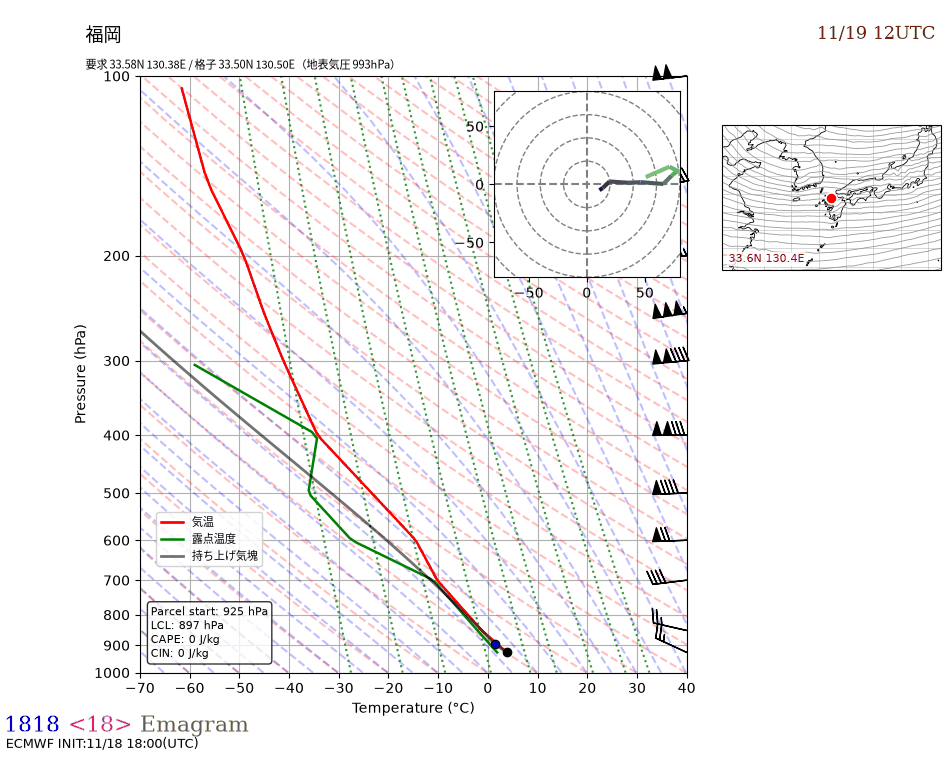 福岡
11/19 12UTC
要求 33.58N 130.38E / 格子 33.50N 130.50E（地表気圧 993hPa）
100
200
300
400
500
600
700
800
900
1000
Pressure (hPa)
50
0
−50
−50 0 50
33.6N 130.4E
気温
露点温度
持ち上げ気塊
Parcel start: 925 hPa
LCL: 897 hPa
CAPE: 0 J/kg
CIN: 0 J/kg
−70 −60 −50 −40 −30 −20 −10 0 10 20 30 40
Temperature (°C)
1818 <18> Emagram
ECMWF INIT:11/18 18:00(UTC)